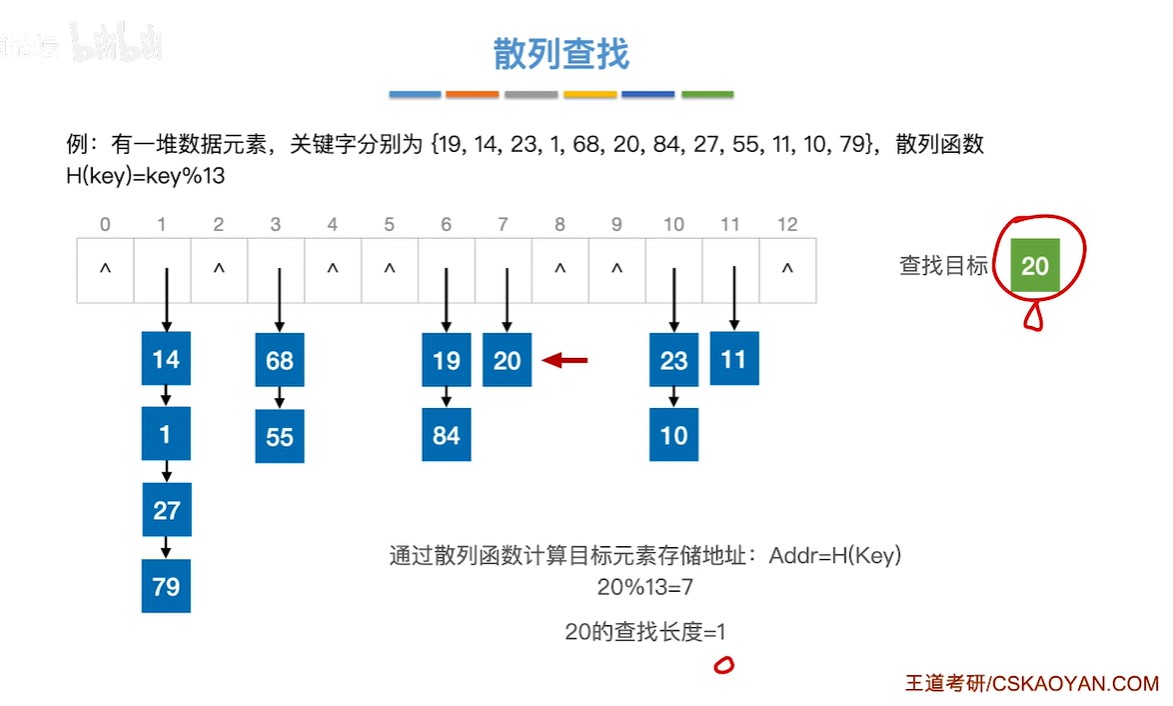 bilibili
散列查找
例：有一堆数据元素，关键字分别为 {19, 14, 23, 1, 68, 20, 84, 27, 55, 11, 10, 79}，散列函数
H(key)=key%13
0 1 2 3 4 5 6 7 8 9 10 11 12
^ ^ ^ ^ ^ ^ ^
查找目标 20
14 68 19 20 23 11
1 55 84 10
27
79
通过散列函数计算目标元素存储地址：Addr=H(Key)
20%13=7
20的查找长度=1
王道考研/CSKAOYAN.COM